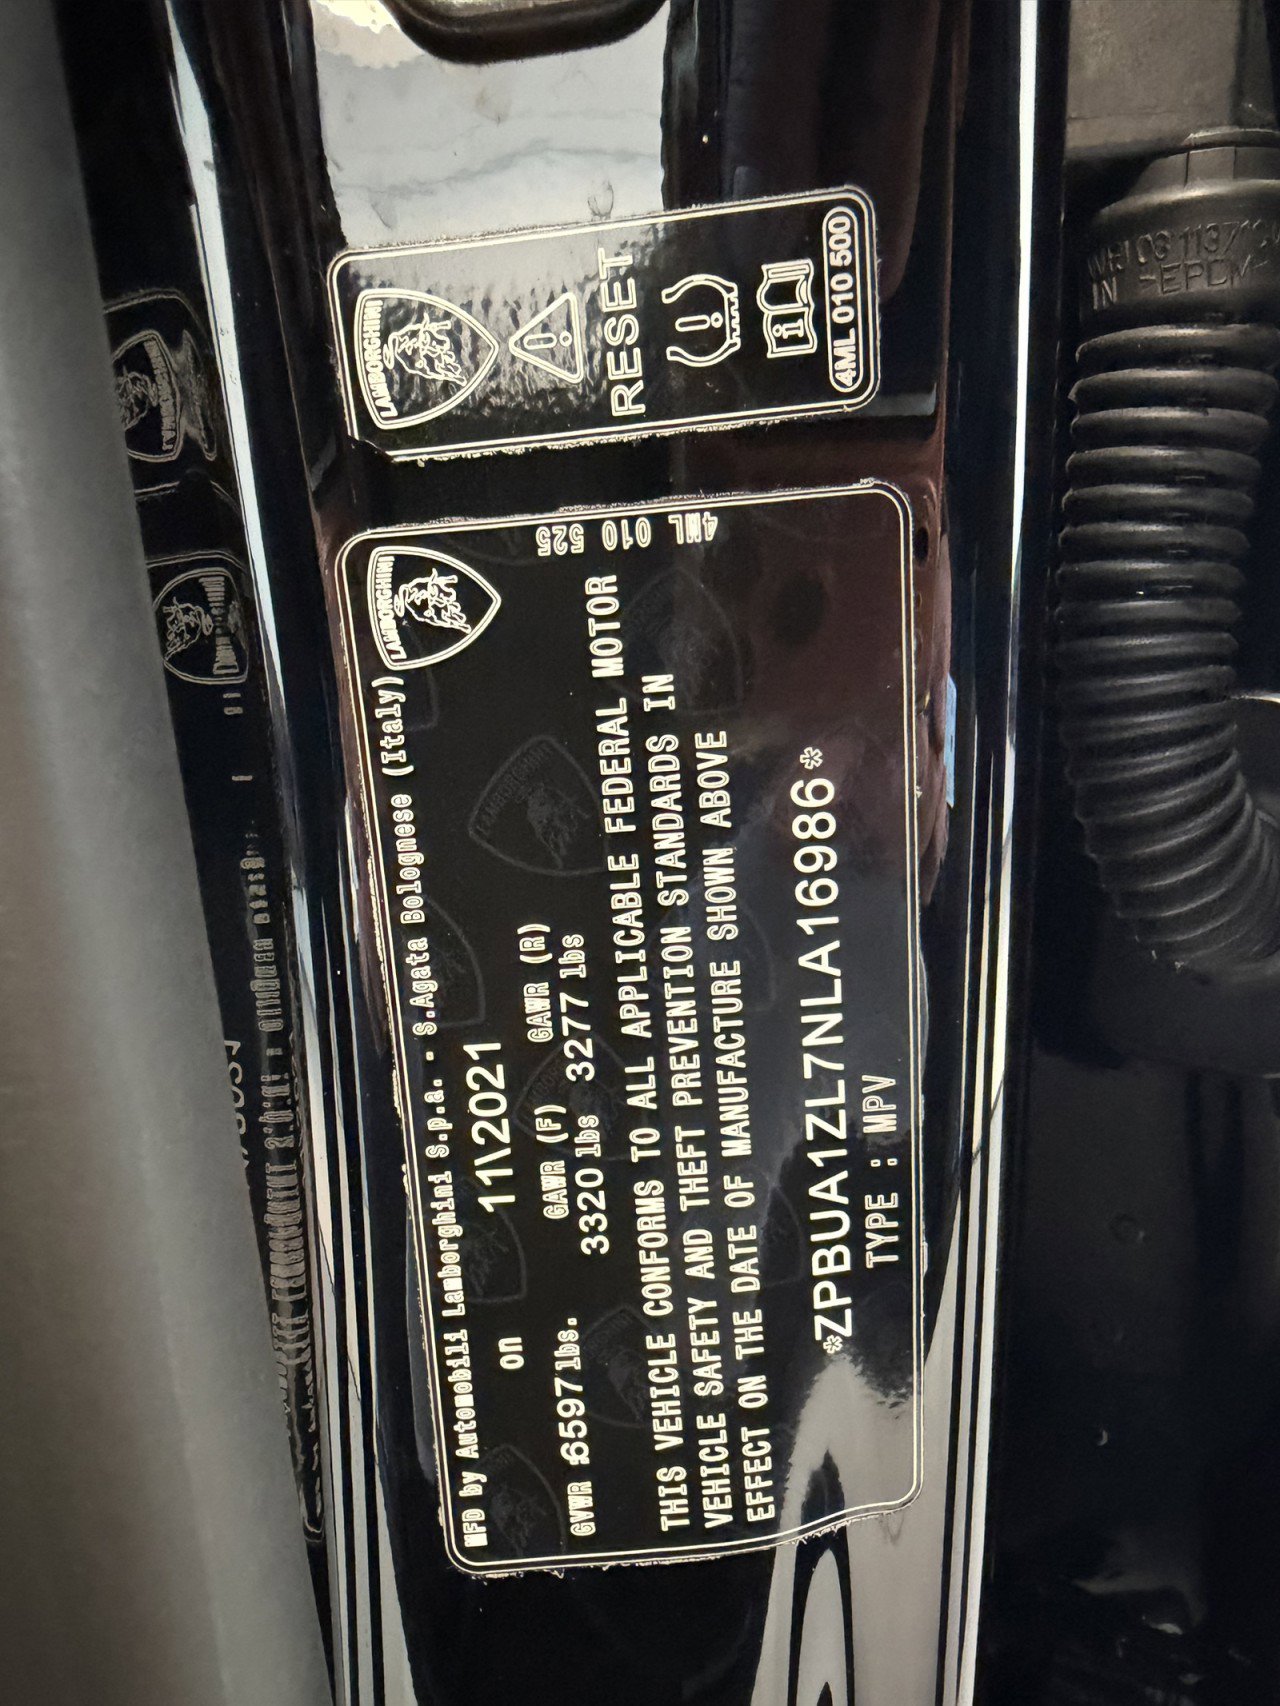 LAMBORGHINI
RESET
4ML 010 500
LAMBORGHINI
4ML 010 525
MFD by Automobili Lamborghini S.p.a. - S.Agata Bolognese (Italy)
on 11\2021
GAWR (F) GAWR (R)
GVWR :6597 lbs. 3320 lbs 3277 lbs
THIS VEHICLE CONFORMS TO ALL APPLICABLE FEDERAL MOTOR
VEHICLE SAFETY AND THEFT PREVENTION STANDARDS IN
EFFECT ON THE DATE OF MANUFACTURE SHOWN ABOVE
*ZPBUA1ZL7NLA16986*
TYPE : MPV